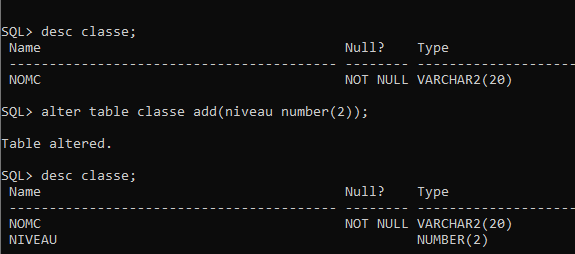 SQL> desc classe;
 Name                                      Null?    Type
 ----------------------------------------- -------- --------------------
 NOMC                                      NOT NULL VARCHAR2(20)
SQL> alter table classe add(niveau number(2));
Table altered.
SQL> desc classe;
 Name                                      Null?    Type
 ----------------------------------------- -------- --------------------
 NOMC                                      NOT NULL VARCHAR2(20)
 NIVEAU                                             NUMBER(2)